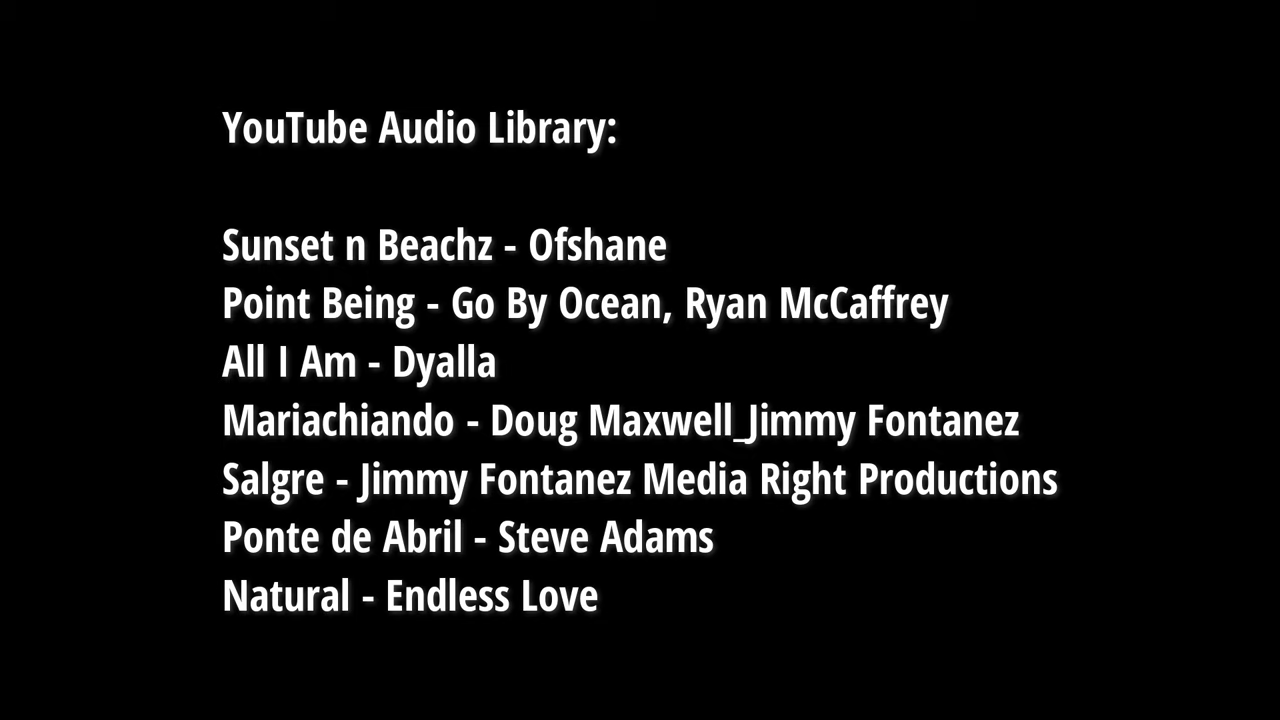 YouTube Audio Library:
Sunset n Beachz - Ofshane
Point Being - Go By Ocean, Ryan McCaffrey
All I Am - Dyalla
Mariachiando - Doug Maxwell_Jimmy Fontanez
Salgre - Jimmy Fontanez Media Right Productions
Ponte de Abril - Steve Adams
Natural - Endless Love